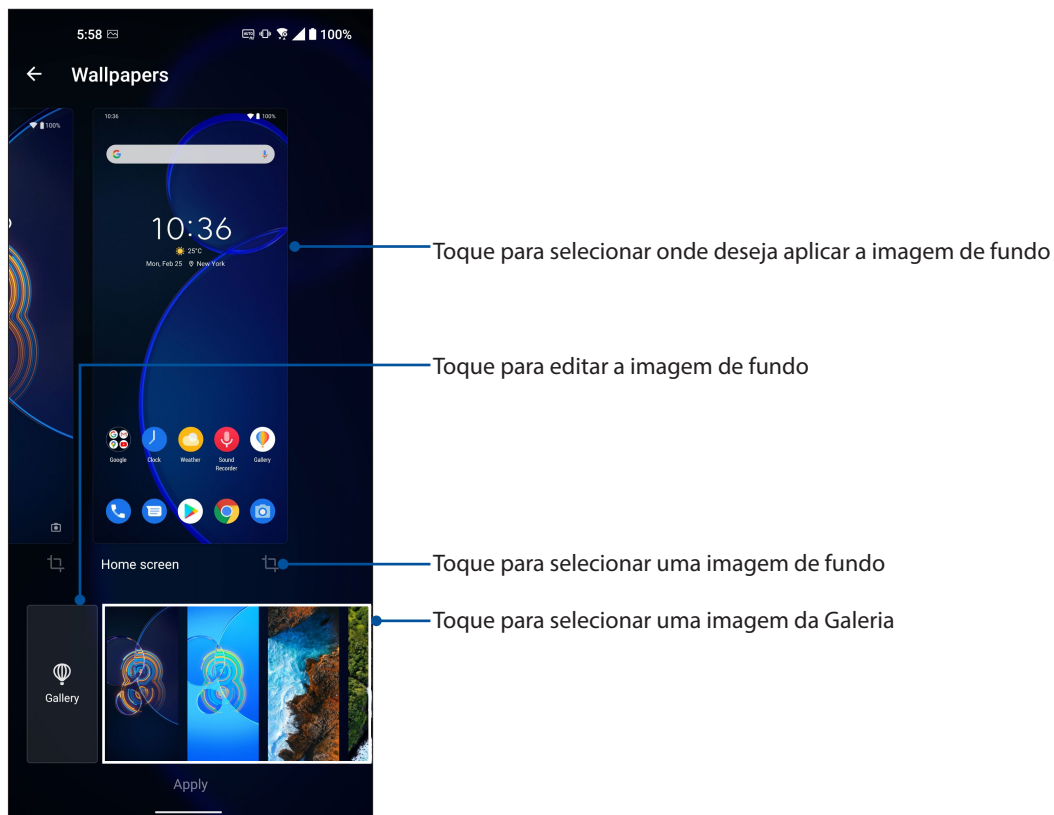 5:58 100%
Wallpapers
100%
10:36 100%
10:36
25°C
Mon, Feb 25 New York
Toque para selecionar onde deseja aplicar a imagem de fundo
Toque para editar a imagem de fundo
Google Clock Weather Sound Recorder Gallery
Home screen
Toque para selecionar uma imagem de fundo
Toque para selecionar uma imagem da Galeria
Gallery
Apply